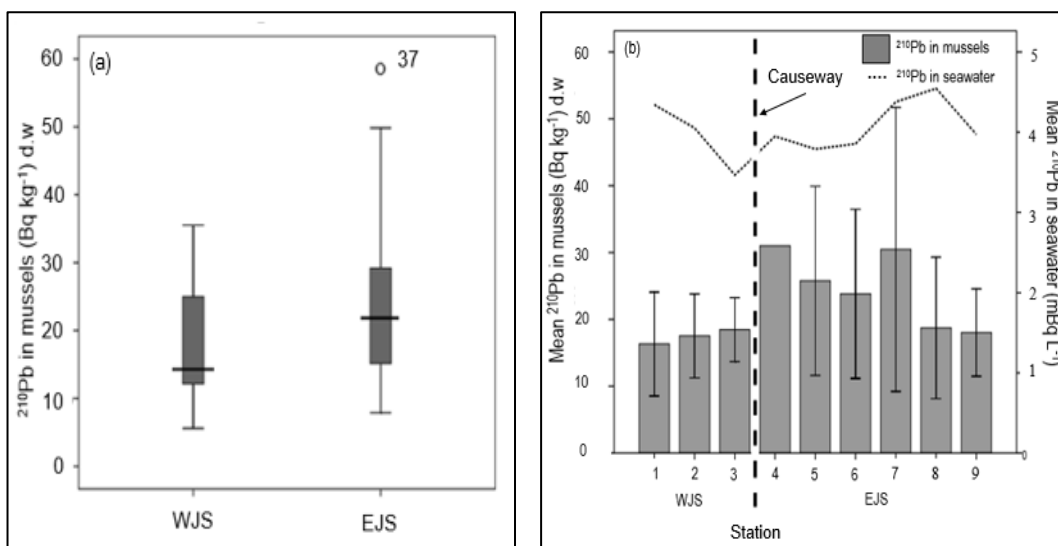 (a)
²¹⁰Pb in mussels (Bq kg⁻¹) d.w
60
50
40
30
20
10
0
37
WJS
EJS
(b)
²¹⁰Pb in mussels
²¹⁰Pb in seawater
Causeway
Mean ²¹⁰Pb in mussels (Bq kg⁻¹) d.w
60
50
40
30
20
10
0
5
4
3
2
1
0
Mean ²¹⁰Pb in seawater (mBq L⁻¹)
1 2 3 4 5 6 7 8 9
WJS EJS
Station